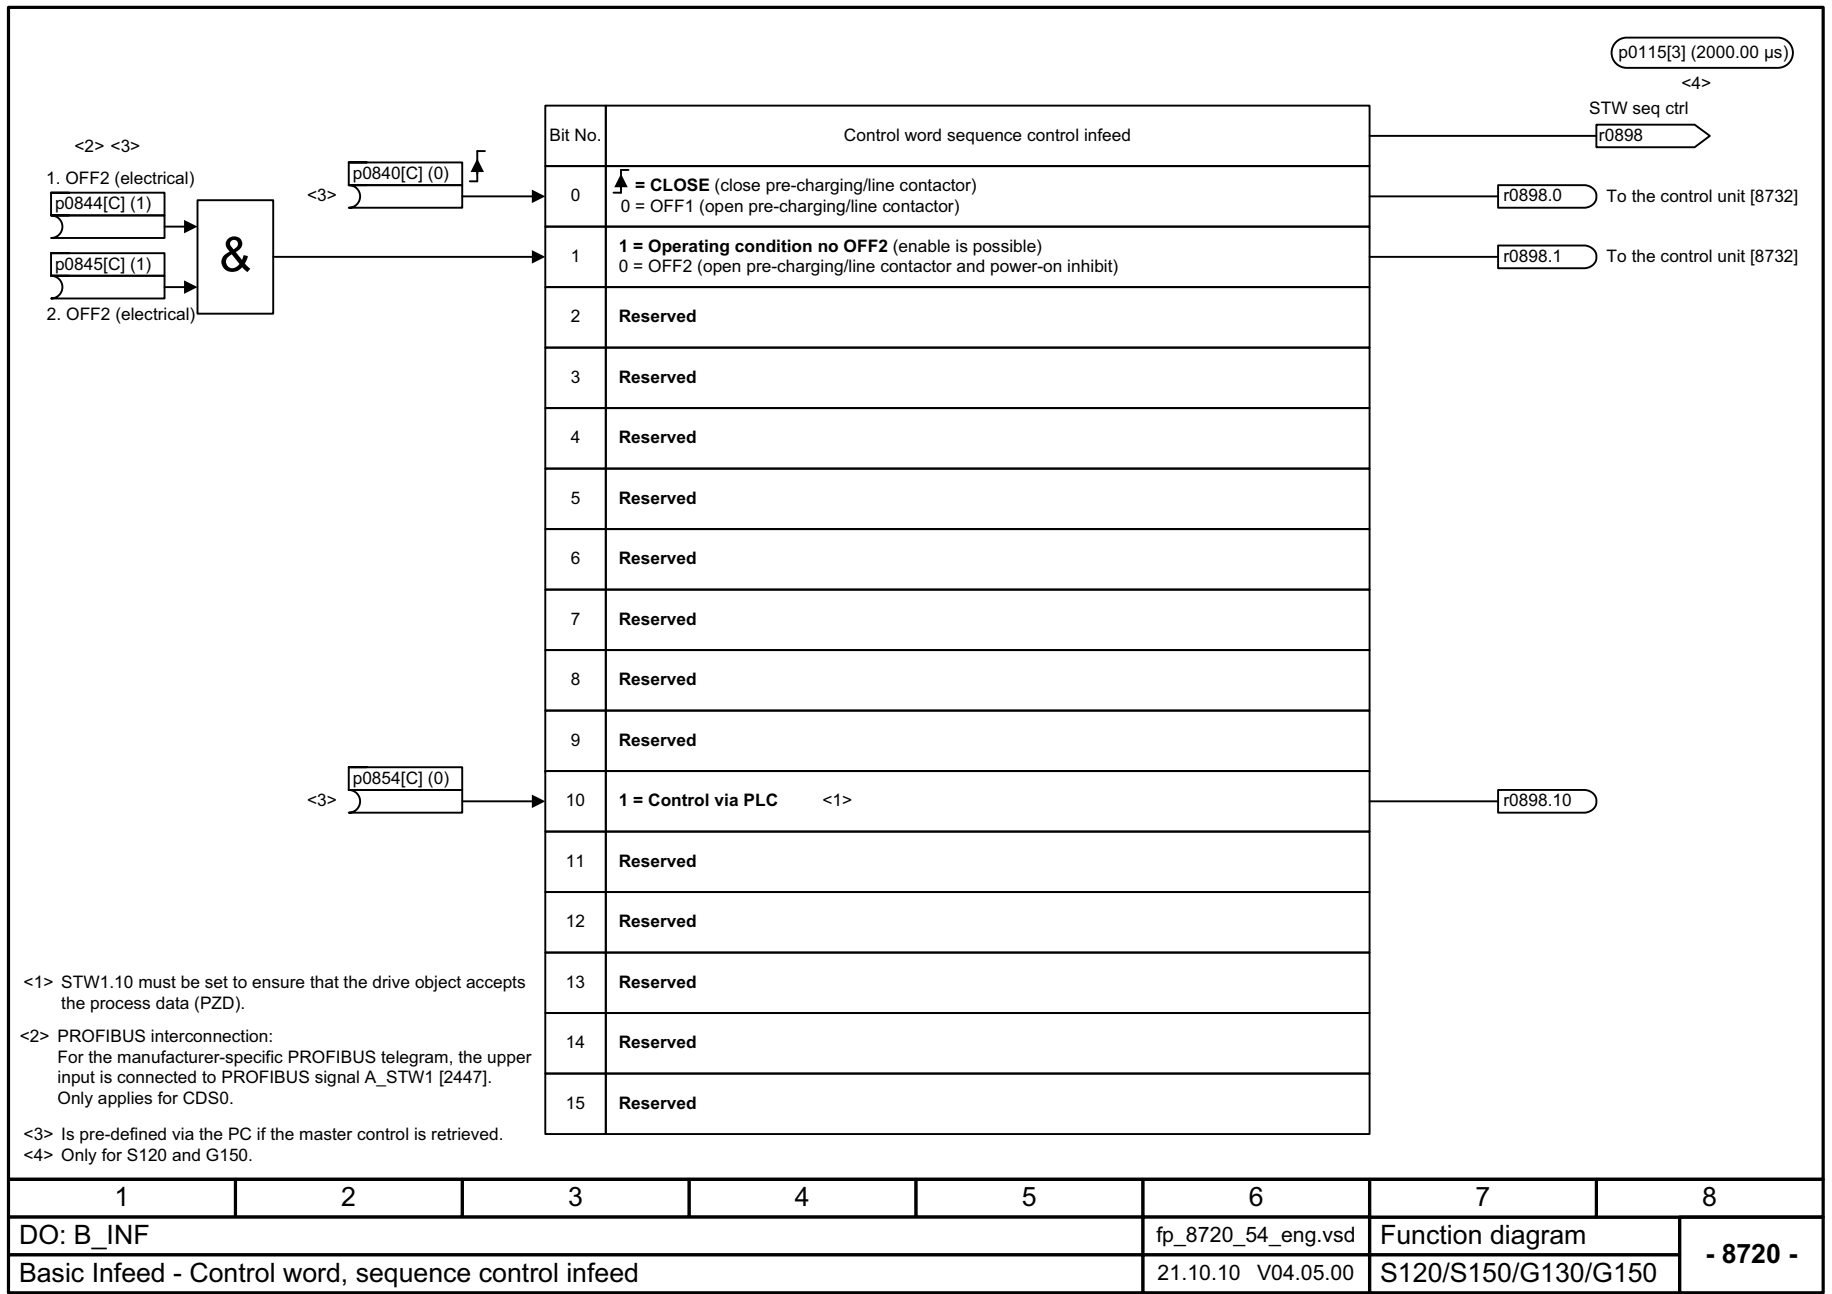 p0115[3] (2000.00 µs)
<4>
STW seq ctrl
r0898
Bit No.
Control word sequence control infeed
<2> <3>
1. OFF2 (electrical)
p0844[C] (1)
p0845[C] (1)
2. OFF2 (electrical)
&
<3>
p0840[C] (0)
0
= CLOSE (close pre-charging/line contactor)
0 = OFF1 (open pre-charging/line contactor)
r0898.0
To the control unit [8732]
1
1 = Operating condition no OFF2 (enable is possible)
0 = OFF2 (open pre-charging/line contactor and power-on inhibit)
r0898.1
To the control unit [8732]
2 Reserved
3 Reserved
4 Reserved
5 Reserved
6 Reserved
7 Reserved
8 Reserved
9 Reserved
<3>
p0854[C] (0)
10 1 = Control via PLC <1>
r0898.10
11 Reserved
12 Reserved
13 Reserved
14 Reserved
15 Reserved
<1> STW1.10 must be set to ensure that the drive object accepts
the process data (PZD).
<2> PROFIBUS interconnection:
For the manufacturer-specific PROFIBUS telegram, the upper
input is connected to PROFIBUS signal A_STW1 [2447].
Only applies for CDS0.
<3> Is pre-defined via the PC if the master control is retrieved.
<4> Only for S120 and G150.
1 2 3 4 5 6 7 8
DO: B_INF
fp_8720_54_eng.vsd
Function diagram
- 8720 -
Basic Infeed - Control word, sequence control infeed
21.10.10 V04.05.00
S120/S150/G130/G150